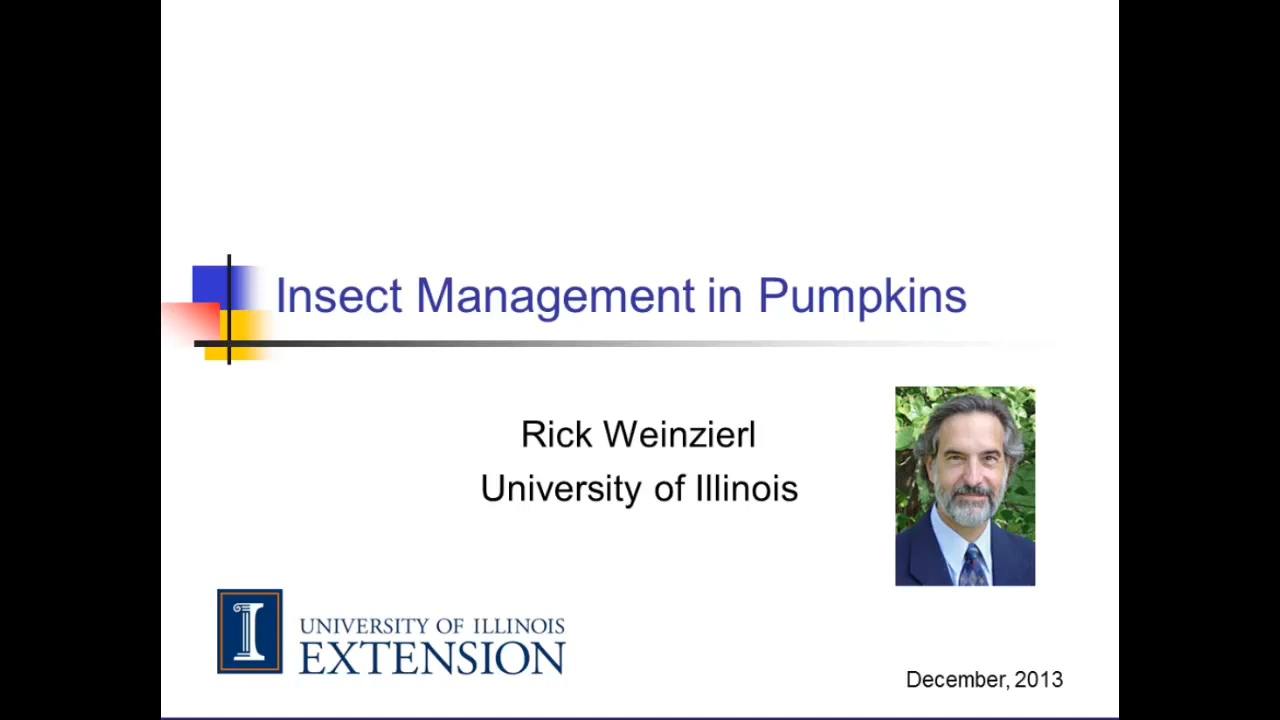 Insect Management in Pumpkins
Rick Weinzierl
University of Illinois
UNIVERSITY OF ILLINOIS
EXTENSION
December, 2013